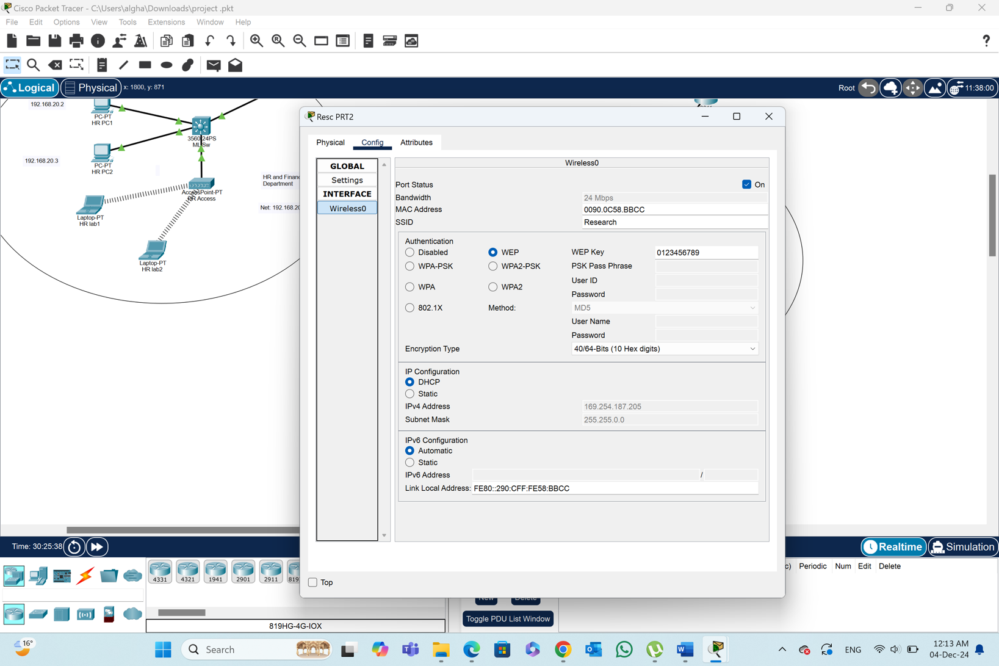 Cisco Packet Tracer - C:\Users\algha\Downloads\project .pkt
File Edit Options View Tools Extensions Window Help
Logical Physical x: 1800, y: 871 Root 11:38:00
192.168.20.2
PC-PT
HR PC1
3560-24PS
ML Sw
192.168.20.3
PC-PT
HR PC2
HR and Finan
Department
AccessPoint-PT
HR Access
Net: 192.168.20
Laptop-PT
HR lab1
Laptop-PT
HR lab2
Resc PRT2
Physical Config Attributes
GLOBAL
Settings
INTERFACE
Wireless0
Wireless0
Port Status On
Bandwidth 24 Mbps
MAC Address 0090.0C58.BBCC
SSID Research
Authentication
Disabled WEP WEP Key 0123456789
WPA-PSK WPA2-PSK PSK Pass Phrase
User ID
WPA WPA2
Password
802.1X Method: MD5
User Name
Password
Encryption Type 40/64-Bits (10 Hex digits)
IP Configuration
DHCP
Static
IPv4 Address 169.254.187.205
Subnet Mask 255.255.0.0
IPv6 Configuration
Automatic
Static
IPv6 Address /
Link Local Address: FE80::290:CFF:FE58:BBCC
Top
Time: 30:25:38 Realtime Simulation
4331 4321 1941 2901 2911 819
c) Periodic Num Edit Delete
New Delete
Toggle PDU List Window
819HG-4G-IOX
16°
Search
ENG
12:13 AM
04-Dec-24